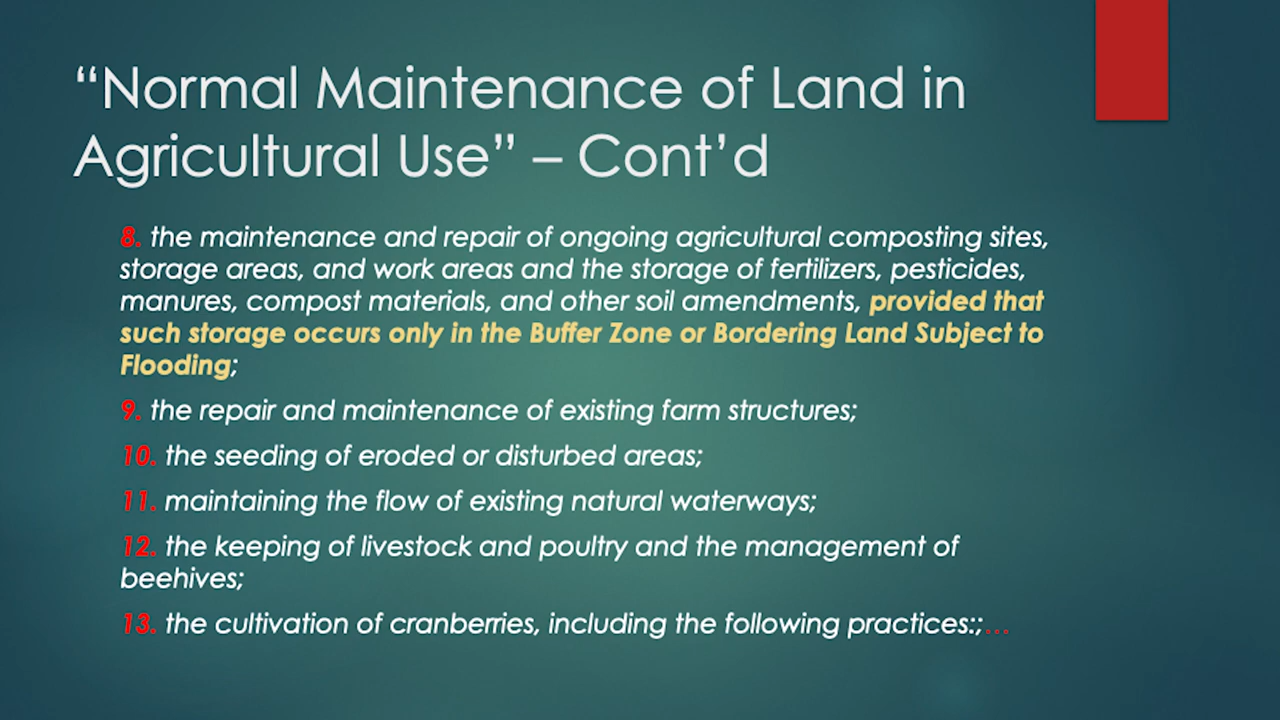 “Normal Maintenance of Land in
Agricultural Use” – Cont’d
8. the maintenance and repair of ongoing agricultural composting sites,
storage areas, and work areas and the storage of fertilizers, pesticides,
manures, compost materials, and other soil amendments, provided that
such storage occurs only in the Buffer Zone or Bordering Land Subject to
Flooding;
9. the repair and maintenance of existing farm structures;
10. the seeding of eroded or disturbed areas;
11. maintaining the flow of existing natural waterways;
12. the keeping of livestock and poultry and the management of
beehives;
13. the cultivation of cranberries, including the following practices:;…